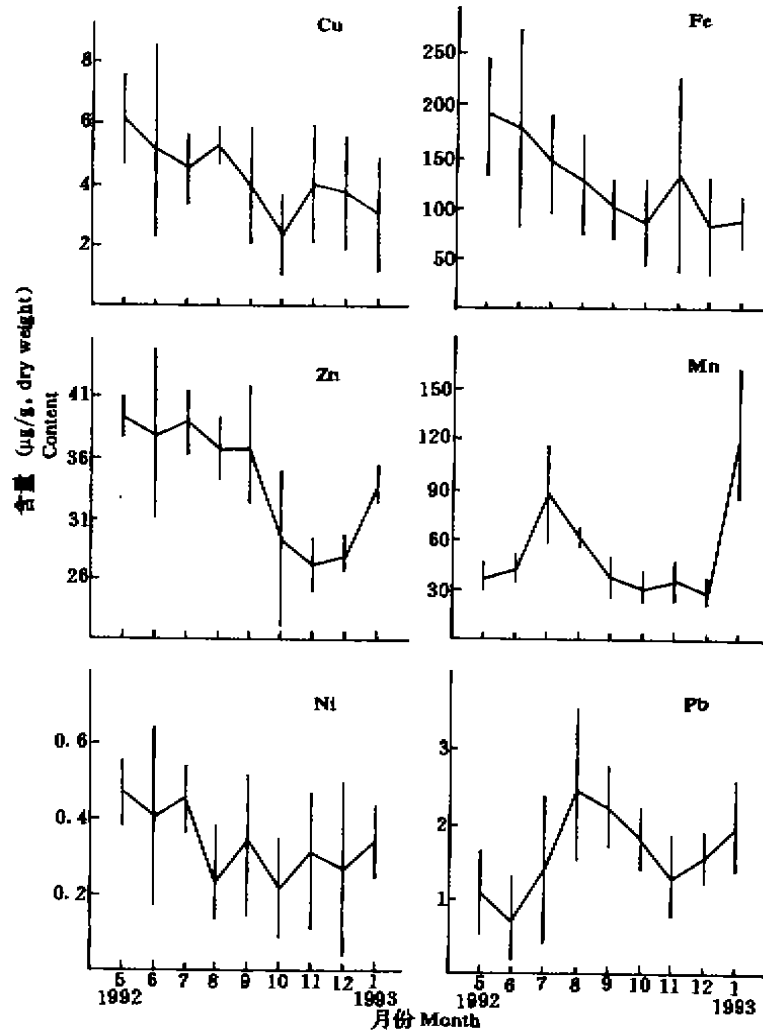 Cu
8
6
4
2
Fe
250
200
150
100
50
Zn
41
36
31
26
Mn
150
120
90
60
30
Ni
0.6
0.4
0.2
Pb
3
2
1
含量 (μg/g, dry weight)
Content
5 6 7 8 9 10 11 12 1
1992 1993
5 6 7 8 9 10 11 12 1
1992 1993
月份 Month